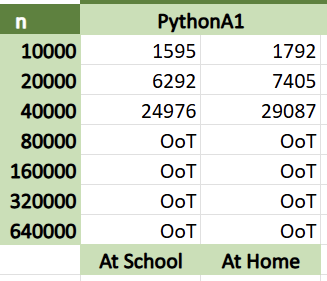 n PythonA1
10000 1595 1792
20000 6292 7405
40000 24976 29087
80000 OoT OoT
160000 OoT OoT
320000 OoT OoT
640000 OoT OoT
At School At Home